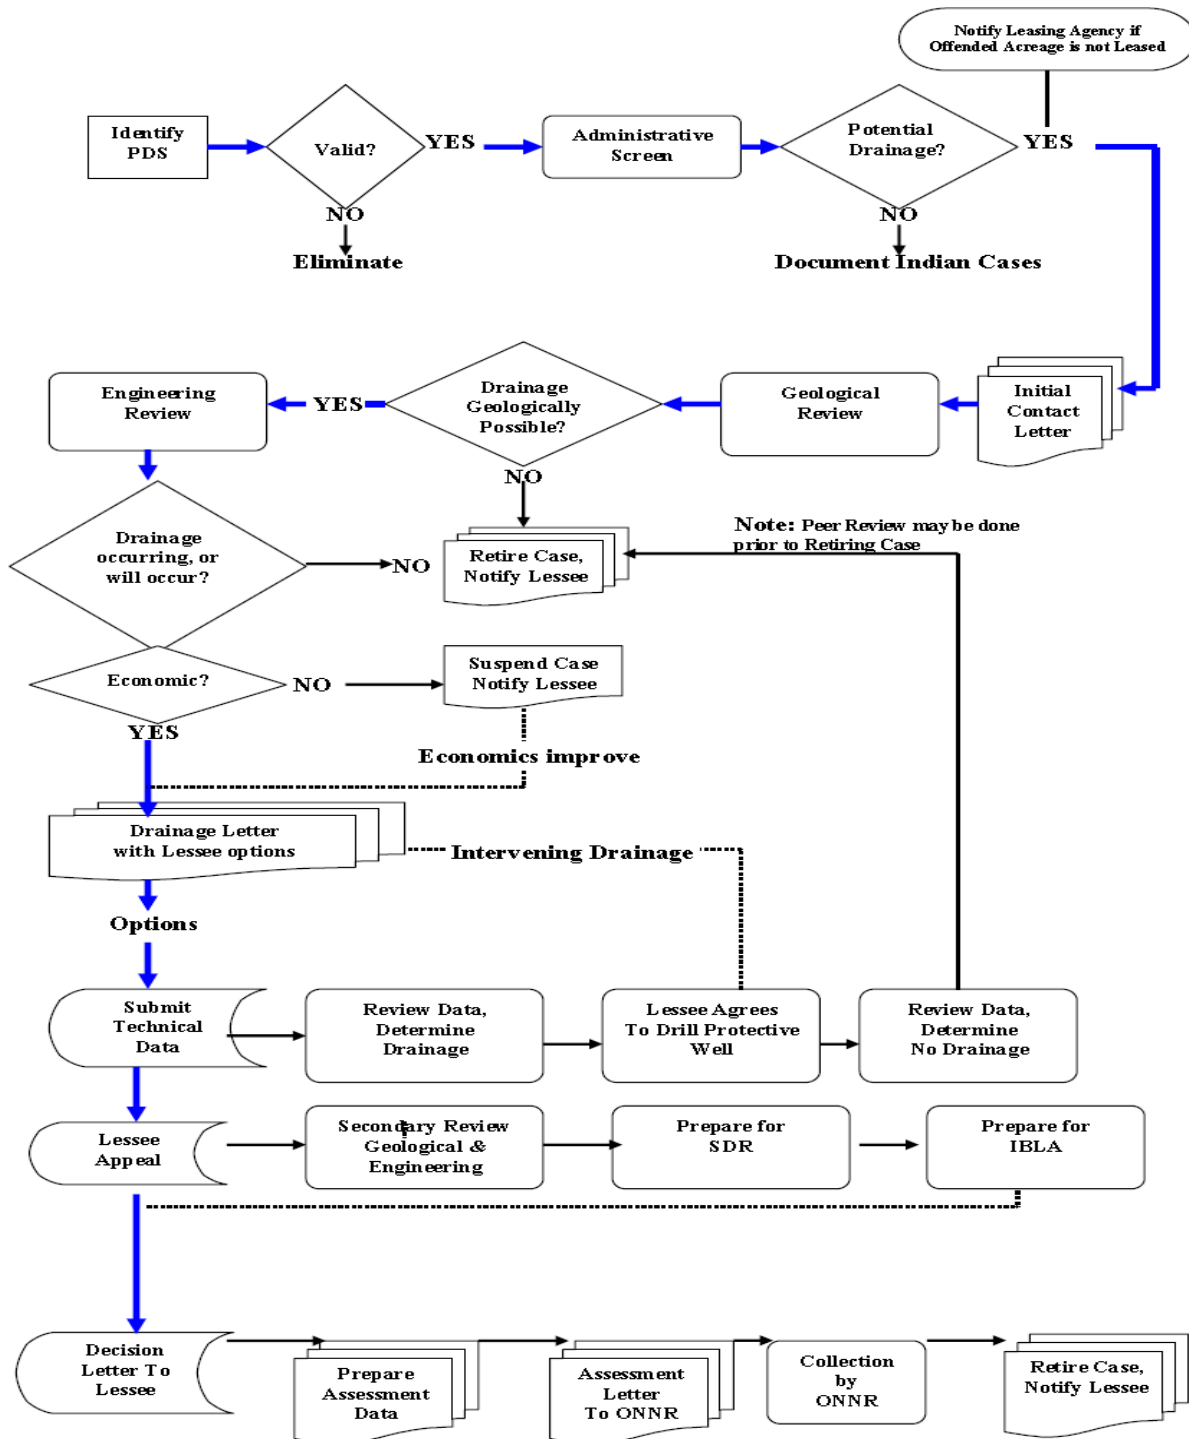 Notify Leasing Agency if
Offended Acreage is not Leased
Identify
PDS
Valid?
YES
Administrative
Screen
Potential
Drainage?
YES
NO
Eliminate
NO
Document Indian Cases
Engineering
Review
YES
Drainage
Geologically
Possible?
Geological
Review
Initial
Contact
Letter
NO
Drainage
occurring, or
will occur?
NO
Retire Case,
Notify Lessee
Note: Peer Review may be done
prior to Retiring Case
Economic?
NO
Suspend Case
Notify Lessee
YES
Economics improve
Drainage Letter
with Lessee options
Intervening Drainage
Options
Submit
Technical
Data
Review Data,
Determine
Drainage
Lessee Agrees
To Drill Protective
Well
Review Data,
Determine
No Drainage
Lessee
Appeal
Secondary Review
Geological &
Engineering
Prepare for
SDR
Prepare for
IBLA
Decision
Letter To
Lessee
Prepare
Assessment
Data
Assessment
Letter
To ONNR
Collection
by
ONNR
Retire Case,
Notify Lessee